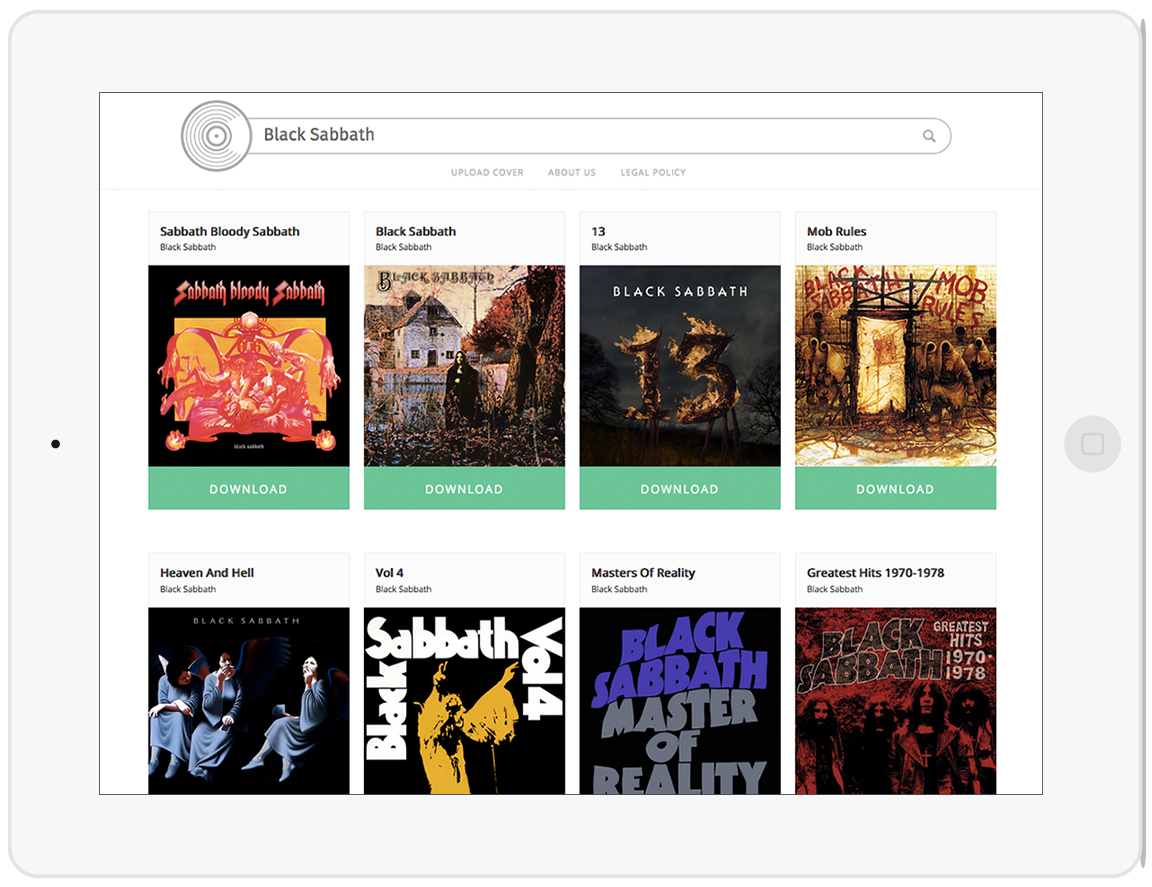 Black Sabbath
UPLOAD COVER ABOUT US LEGAL POLICY
Sabbath Bloody Sabbath
Black Sabbath
Sabbath bloody Sabbath
black sabbath
DOWNLOAD
Black Sabbath
Black Sabbath
BLACK SABBATH
DOWNLOAD
13
Black Sabbath
BLACK SABBATH
13
DOWNLOAD
Mob Rules
Black Sabbath
BLACK SABBATH MOB RULES
DOWNLOAD
Heaven And Hell
Black Sabbath
BLACK SABBATH
Vol 4
Black Sabbath
Black Sabbath Vol 4
Masters Of Reality
Black Sabbath
BLACK
SABBATH
MASTER
OF
REALITY
Greatest Hits 1970-1978
Black Sabbath
BLACK
SABBATH
GREATEST
HITS
1970-
1978